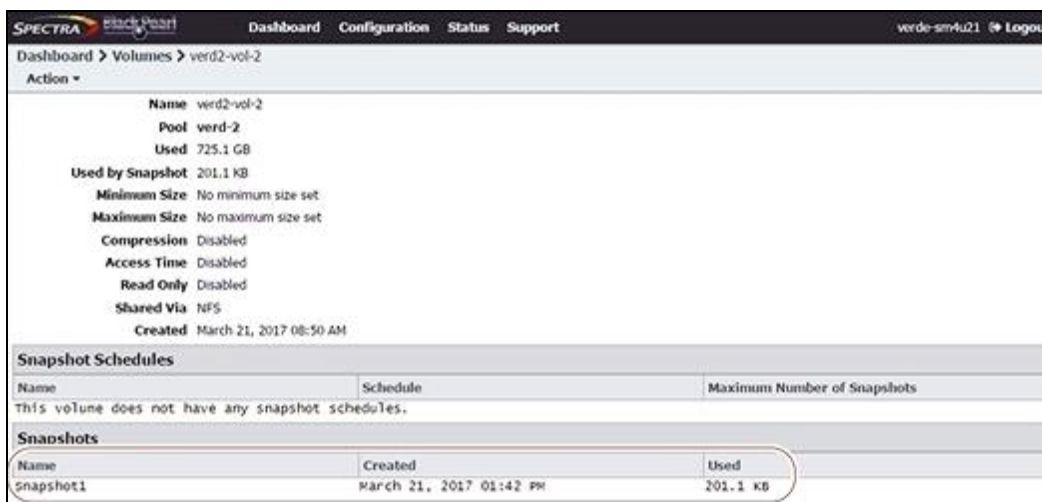 SPECTRA BlackPearl Dashboard Configuration Status Support verde-sm4u21 Logou
Dashboard > Volumes > verd2-vol-2
Action
Name verd2-vol-2
Pool verd-2
Used 725.1 GB
Used by Snapshot 201.1 KB
Minimum Size No minimum size set
Maximum Size No maximum size set
Compression Disabled
Access Time Disabled
Read Only Disabled
Shared Via NFS
Created March 21, 2017 08:50 AM
Snapshot Schedules
Name Schedule Maximum Number of Snapshots
This volume does not have any snapshot schedules.
Snapshots
Name Created Used
Snapshot1 March 21, 2017 01:42 PM 201.1 KB